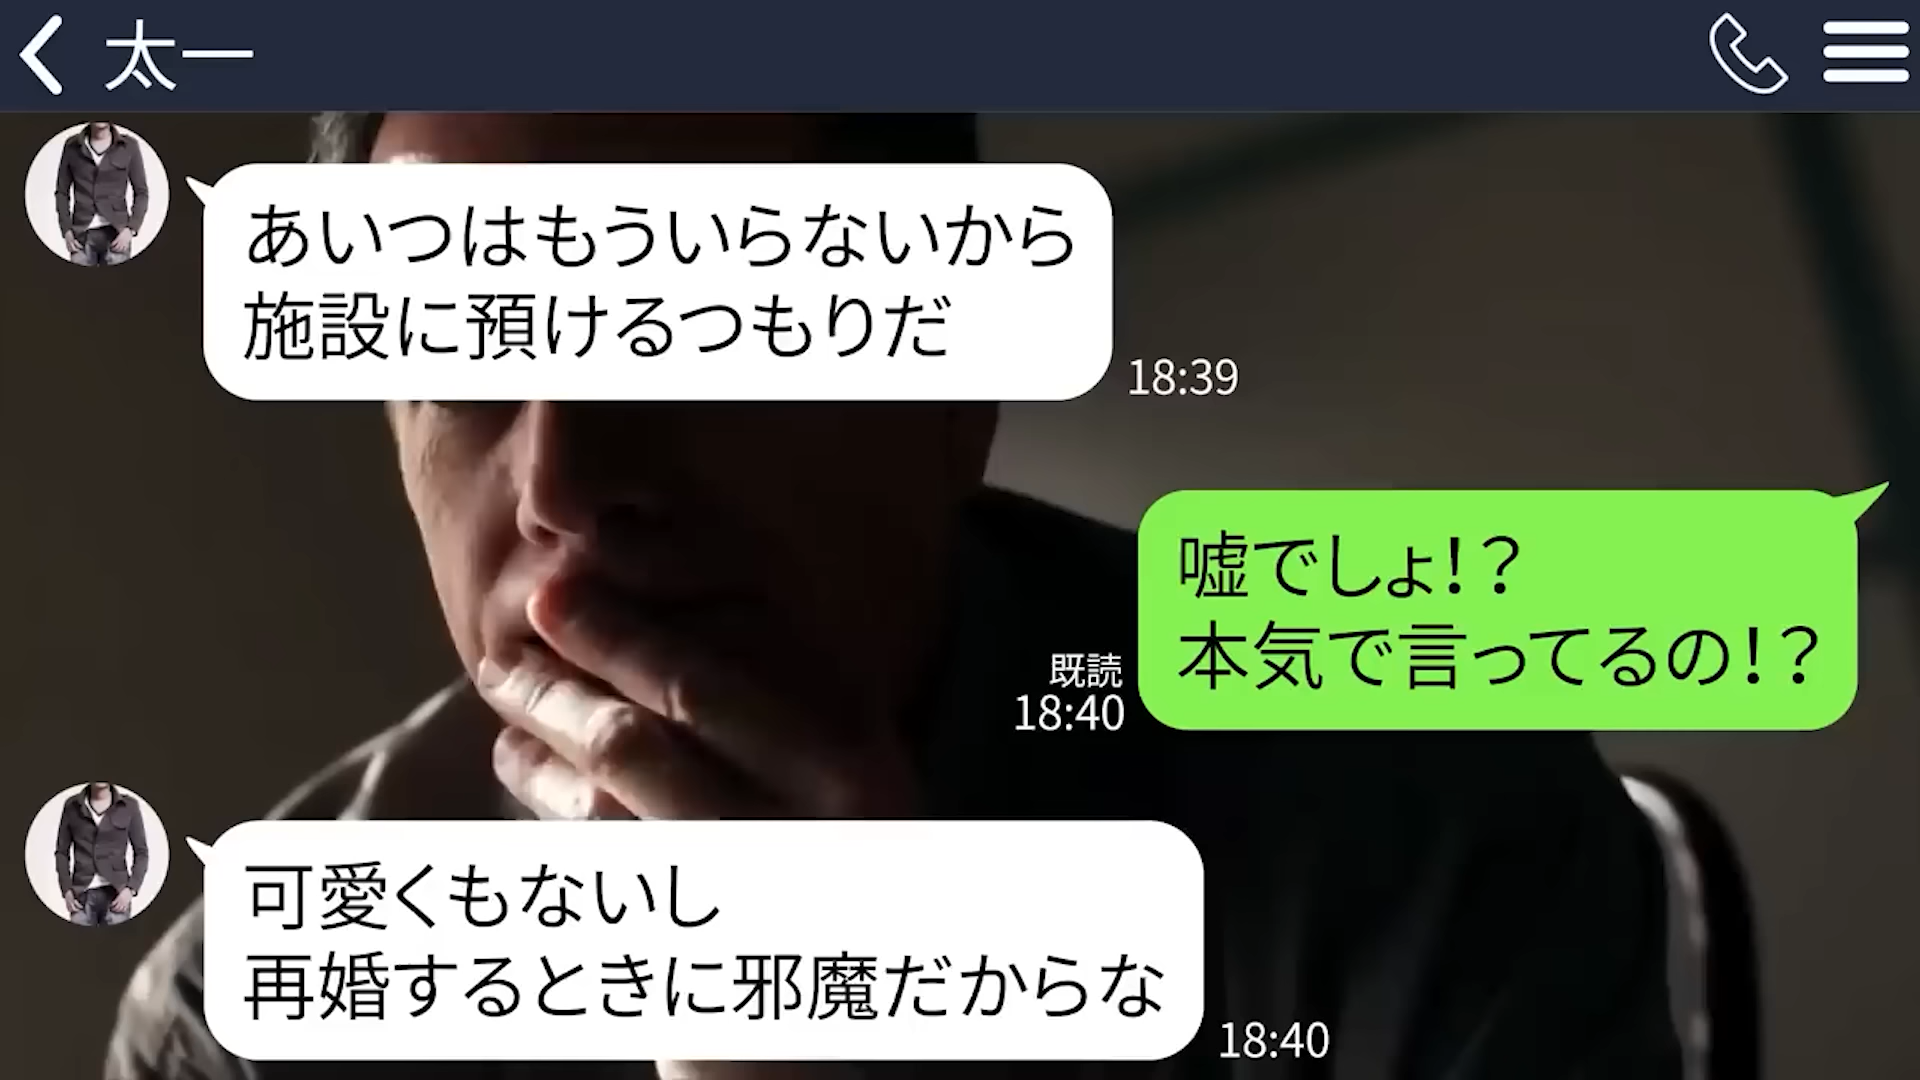 太一
あいつはもういらないから
施設に預けるつもりだ
18:39
嘘でしょ！？
本気で言ってるの！？
既読
18:40
可愛くもないし
再婚するときに邪魔だからな
18:40